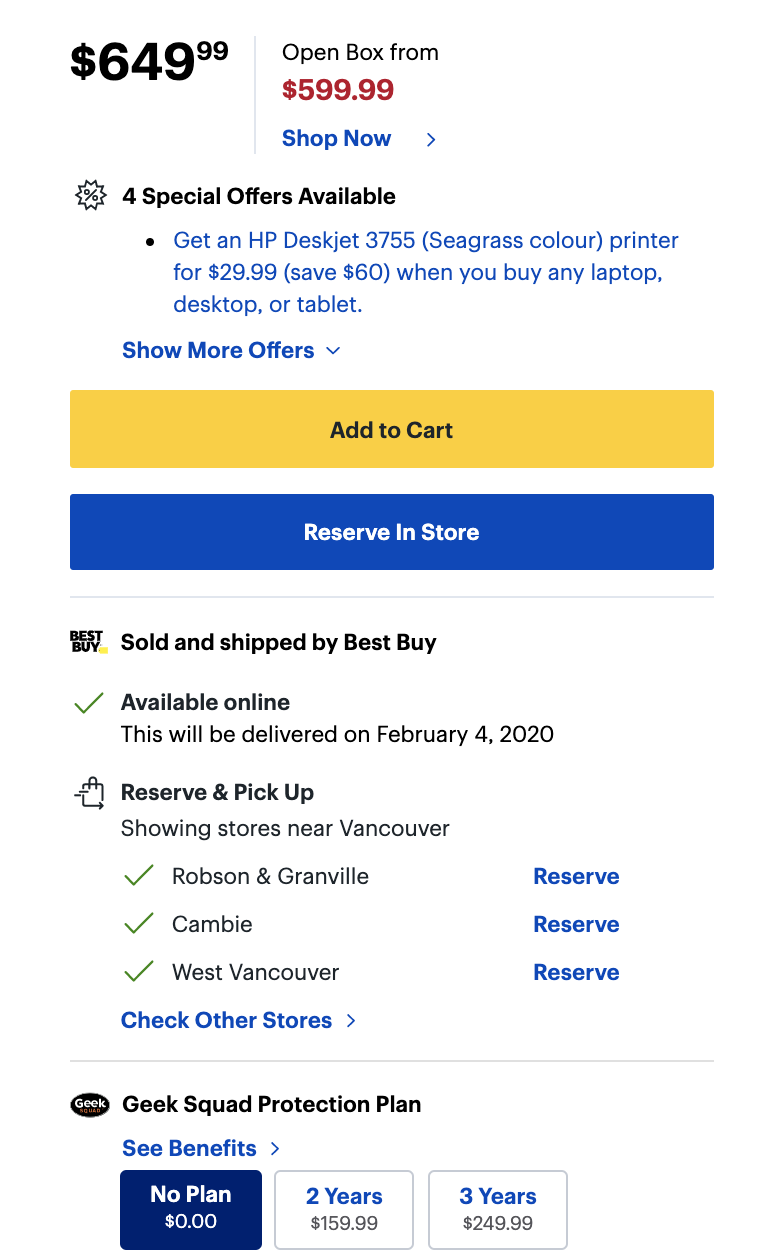 $649.99
Open Box from
$599.99
Shop Now
4 Special Offers Available
• Get an HP Deskjet 3755 (Seagrass colour) printer
for $29.99 (save $60) when you buy any laptop,
desktop, or tablet.
Show More Offers
Add to Cart
Reserve In Store
BEST
BUY
Sold and shipped by Best Buy
Available online
This will be delivered on February 4, 2020
Reserve & Pick Up
Showing stores near Vancouver
Robson & Granville Reserve
Cambie Reserve
West Vancouver Reserve
Check Other Stores
Geek
SQUAD
Geek Squad Protection Plan
See Benefits
No Plan 2 Years 3 Years
$0.00 $159.99 $249.99